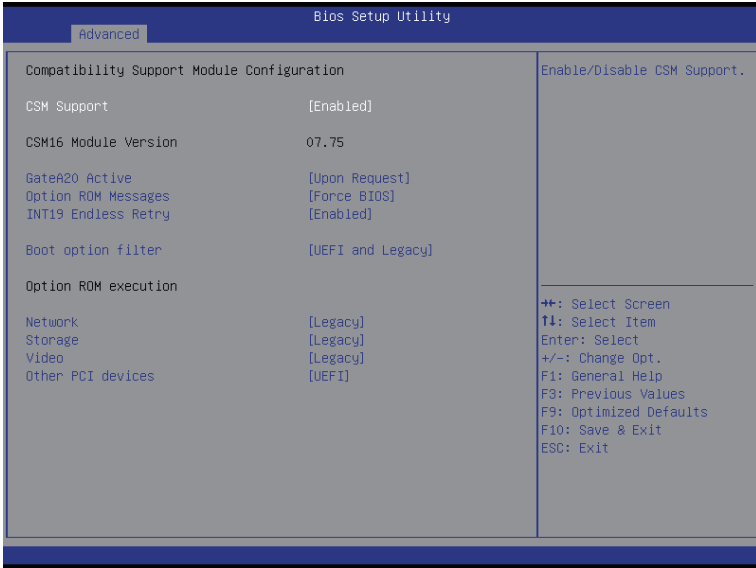 Bios Setup Utility
Advanced
Compatibility Support Module Configuration
CSM Support [Enabled]
CSM16 Module Version 07.75
GateA20 Active [Upon Request]
Option ROM Messages [Force BIOS]
INT19 Endless Retry [Enabled]
Boot option filter [UEFI and Legacy]
Option ROM execution
Network [Legacy]
Storage [Legacy]
Video [Legacy]
Other PCI devices [UEFI]
Enable/Disable CSM Support.
→←: Select Screen
↑↓: Select Item
Enter: Select
+/-: Change Opt.
F1: General Help
F3: Previous Values
F9: Optimized Defaults
F10: Save & Exit
ESC: Exit